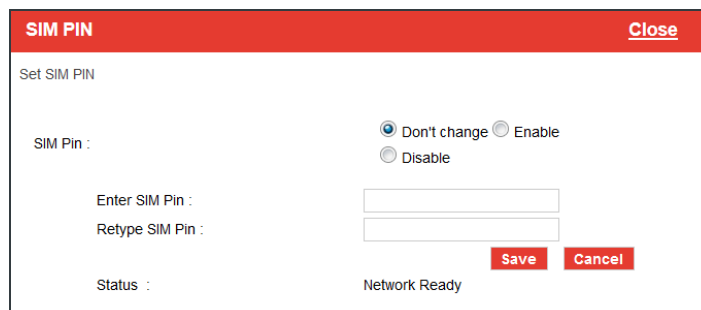 SIM PIN Close
Set SIM PIN
SIM Pin : Don't change Enable
Disable
Enter SIM Pin :
Retype SIM Pin :
Save Cancel
Status : Network Ready